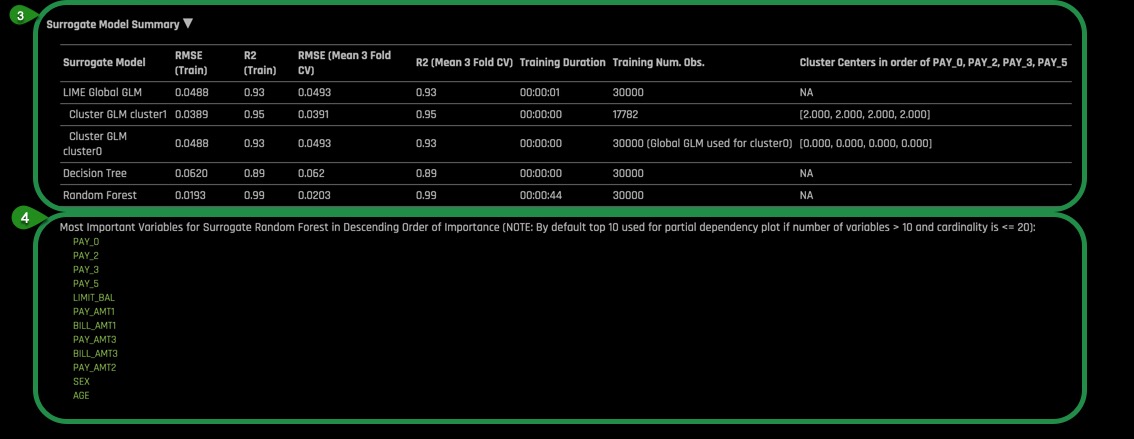 3
Surrogate Model Summary ▼
Surrogate Model RMSE (Train) R2 (Train) RMSE (Mean 3 Fold CV) R2 (Mean 3 Fold CV) Training Duration Training Num. Obs. Cluster Centers in order of PAY_0, PAY_2, PAY_3, PAY_5
LIME Global GLM 0.0488 0.93 0.0493 0.93 00:00:01 30000 NA
Cluster GLM cluster1 0.0389 0.95 0.0391 0.95 00:00:00 17782 [2.000, 2.000, 2.000, 2.000]
Cluster GLM cluster0 0.0488 0.93 0.0493 0.93 00:00:00 30000 (Global GLM used for cluster0) [0.000, 0.000, 0.000, 0.000]
Decision Tree 0.0620 0.89 0.062 0.89 00:00:00 30000 NA
Random Forest 0.0193 0.99 0.0203 0.99 00:00:44 30000 NA
4
Most Important Variables for Surrogate Random Forest in Descending Order of Importance (NOTE: By default top 10 used for partial dependency plot if number of variables > 10 and cardinality is <= 20):
PAY_0
PAY_2
PAY_3
PAY_5
LIMIT_BAL
PAY_AMT1
BILL_AMT1
PAY_AMT3
BILL_AMT3
PAY_AMT2
SEX
AGE